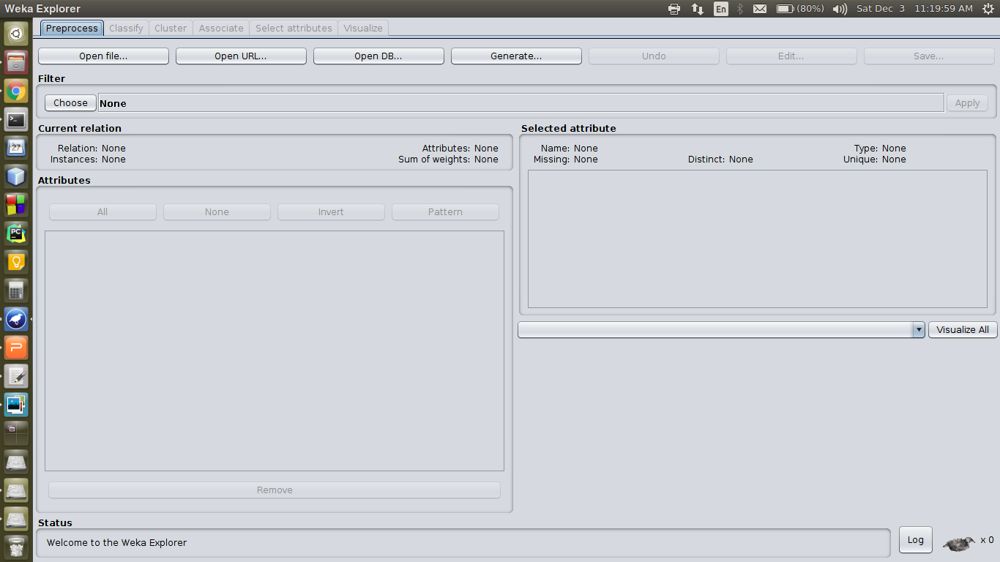 Weka Explorer
En
(80%)
Sat Dec 3 11:19:59 AM
Preprocess Classify Cluster Associate Select attributes Visualize
Open file... Open URL... Open DB... Generate... Undo Edit... Save...
Filter
Choose None Apply
Current relation
Relation: None Attributes: None
Instances: None Sum of weights: None
Selected attribute
Name: None Type: None
Missing: None Distinct: None Unique: None
Attributes
All None Invert Pattern
Visualize All
Remove
Status
Welcome to the Weka Explorer
Log
x 0
27
PC
P